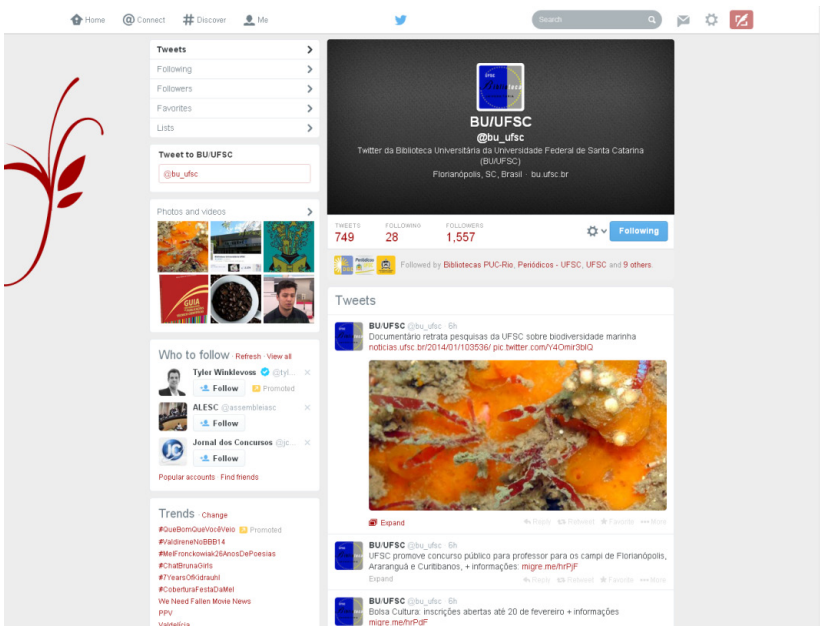 Home Connect Discover Me Search
Tweets
Following
Followers
Favorites
Lists
Tweet to BU/UFSC
@bu_ufsc
Photos and videos
GUIA
Who to follow · Refresh · View all
Tyler Winklevoss @tyl...
Follow Promoted
ALESC @assembleiasc
Follow
Jornal dos Concursos @jc...
Follow
Popular accounts · Find friends
Trends · Change
#QueBomQueVocêVeio Promoted
#ValdireneNoBBB14
#MelFronckowiak26AnosDePoesias
#ChatBrunaGirls
#7YearsOfKidrauhl
#CoberturaFestaDaMel
We Need Fallen Movie News
PPV
Valdelícia
BU/UFSC
@bu_ufsc
Twitter da Biblioteca Universitária da Universidade Federal de Santa Catarina
(BU/UFSC)
Florianópolis, SC, Brasil · bu.ufsc.br
TWEETS FOLLOWING FOLLOWERS
749 28 1,557
Following
Followed by Bibliotecas PUC-Rio, Periódicos - UFSC, UFSC and 9 others.
Tweets
BU/UFSC @bu_ufsc · 6h
Documentário retrata pesquisas da UFSC sobre biodiversidade marinha
noticias.ufsc.br/2014/01/103536/ pic.twitter.com/Y4Omir3blQ
Expand Reply Retweet Favorite More
BU/UFSC @bu_ufsc · 6h
UFSC promove concurso público para professor para os campi de Florianópolis,
Araranguá e Curitibanos, + informações: migre.me/hrPjF
Expand Reply Retweet Favorite More
BU/UFSC @bu_ufsc · 6h
Bolsa Cultura: inscrições abertas até 20 de fevereiro + informações
migre.me/hrPdF